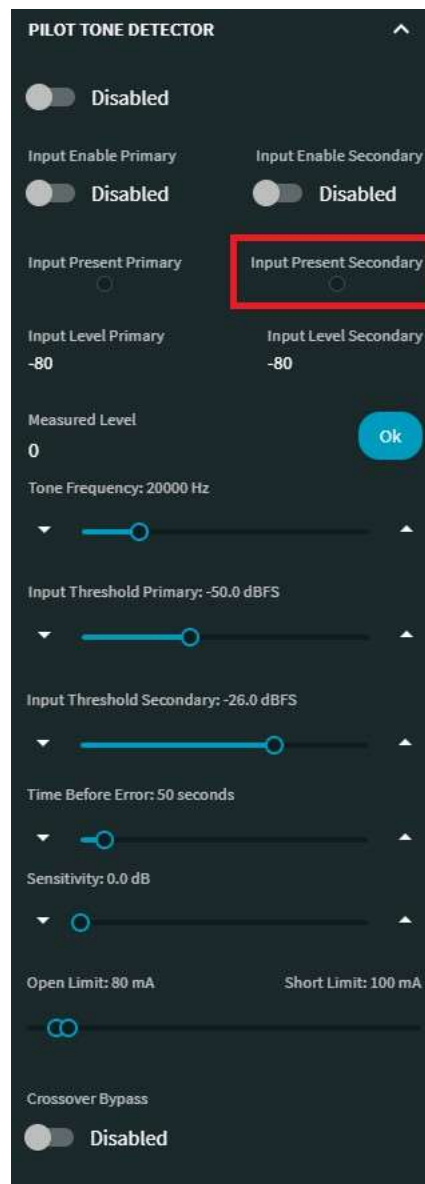 PILOT TONE DETECTOR
Disabled
Input Enable Primary Input Enable Secondary
Disabled Disabled
Input Present Primary Input Present Secondary
Input Level Primary Input Level Secondary
-80 -80
Measured Level
0 Ok
Tone Frequency: 20000 Hz
Input Threshold Primary: -50.0 dBFS
Input Threshold Secondary: -26.0 dBFS
Time Before Error: 50 seconds
Sensitivity: 0.0 dB
Open Limit: 80 mA Short Limit: 100 mA
Crossover Bypass
Disabled